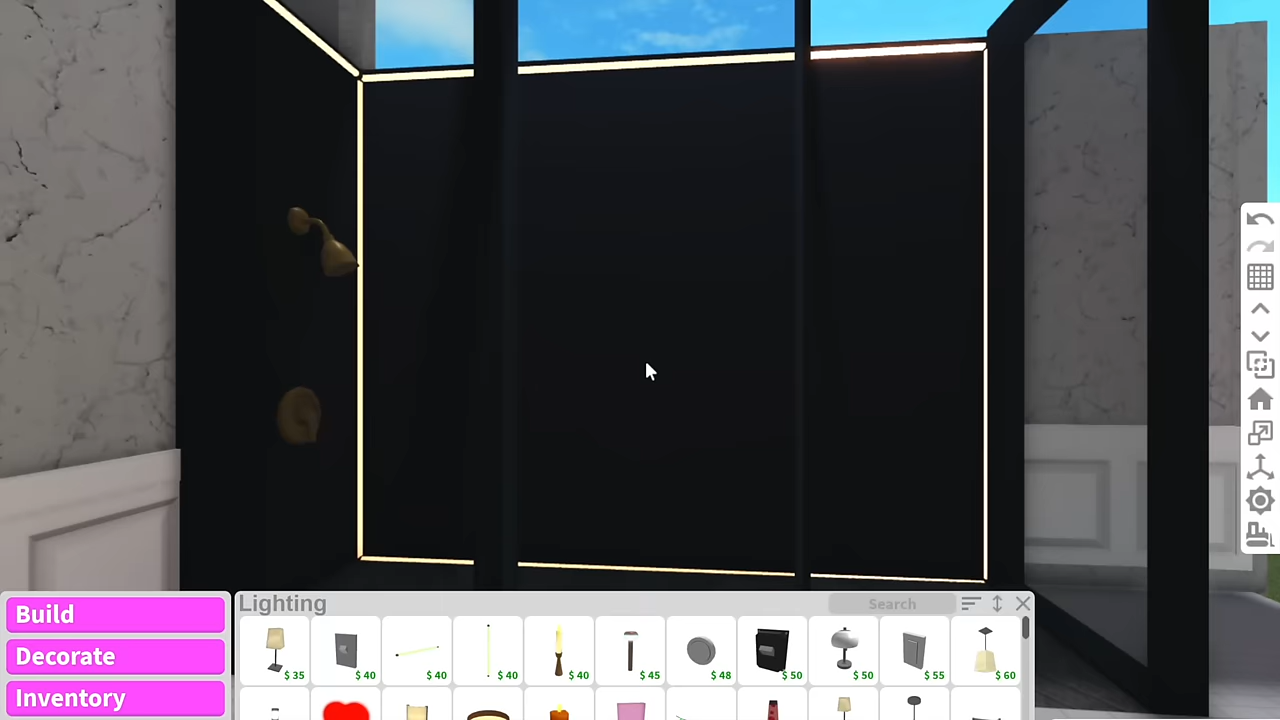 Lighting
Search
Build
Decorate
Inventory
$ 35
$ 40
$ 40
$ 40
$ 40
$ 45
$ 48
$ 50
$ 50
$ 55
$ 60